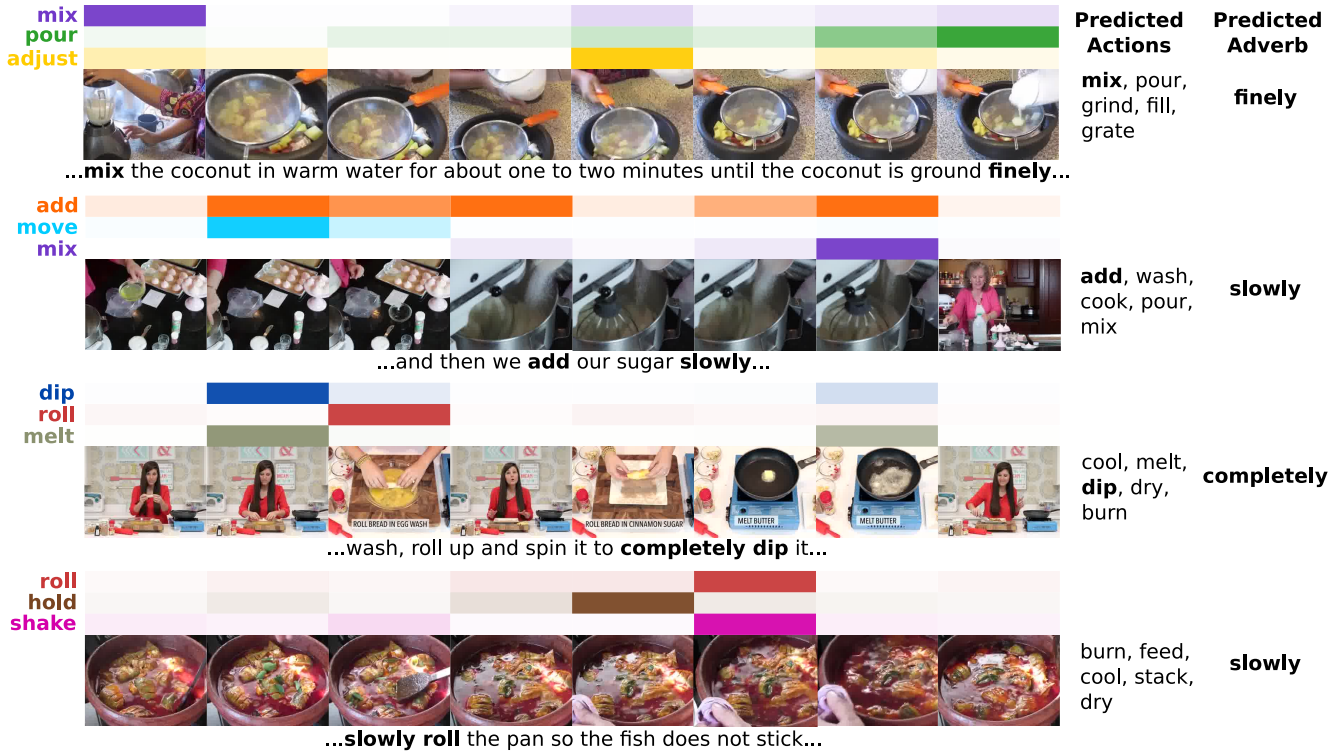 mix
pour
adjust
Predicted Actions
Predicted Adverb
mix, pour,
grind, fill,
grate
finely
...mix the coconut in warm water for about one to two minutes until the coconut is ground finely...
add
move
mix
add, wash,
cook, pour,
mix
slowly
...and then we add our sugar slowly...
dip
roll
melt
ROLL BREAD IN EGG WASH
ROLL BREAD IN CINNAMON SUGAR
MELT BUTTER
MELT BUTTER
cool, melt,
dip, dry,
burn
completely
...wash, roll up and spin it to completely dip it...
roll
hold
shake
burn, feed,
cool, stack,
dry
slowly
...slowly roll the pan so the fish does not stick...